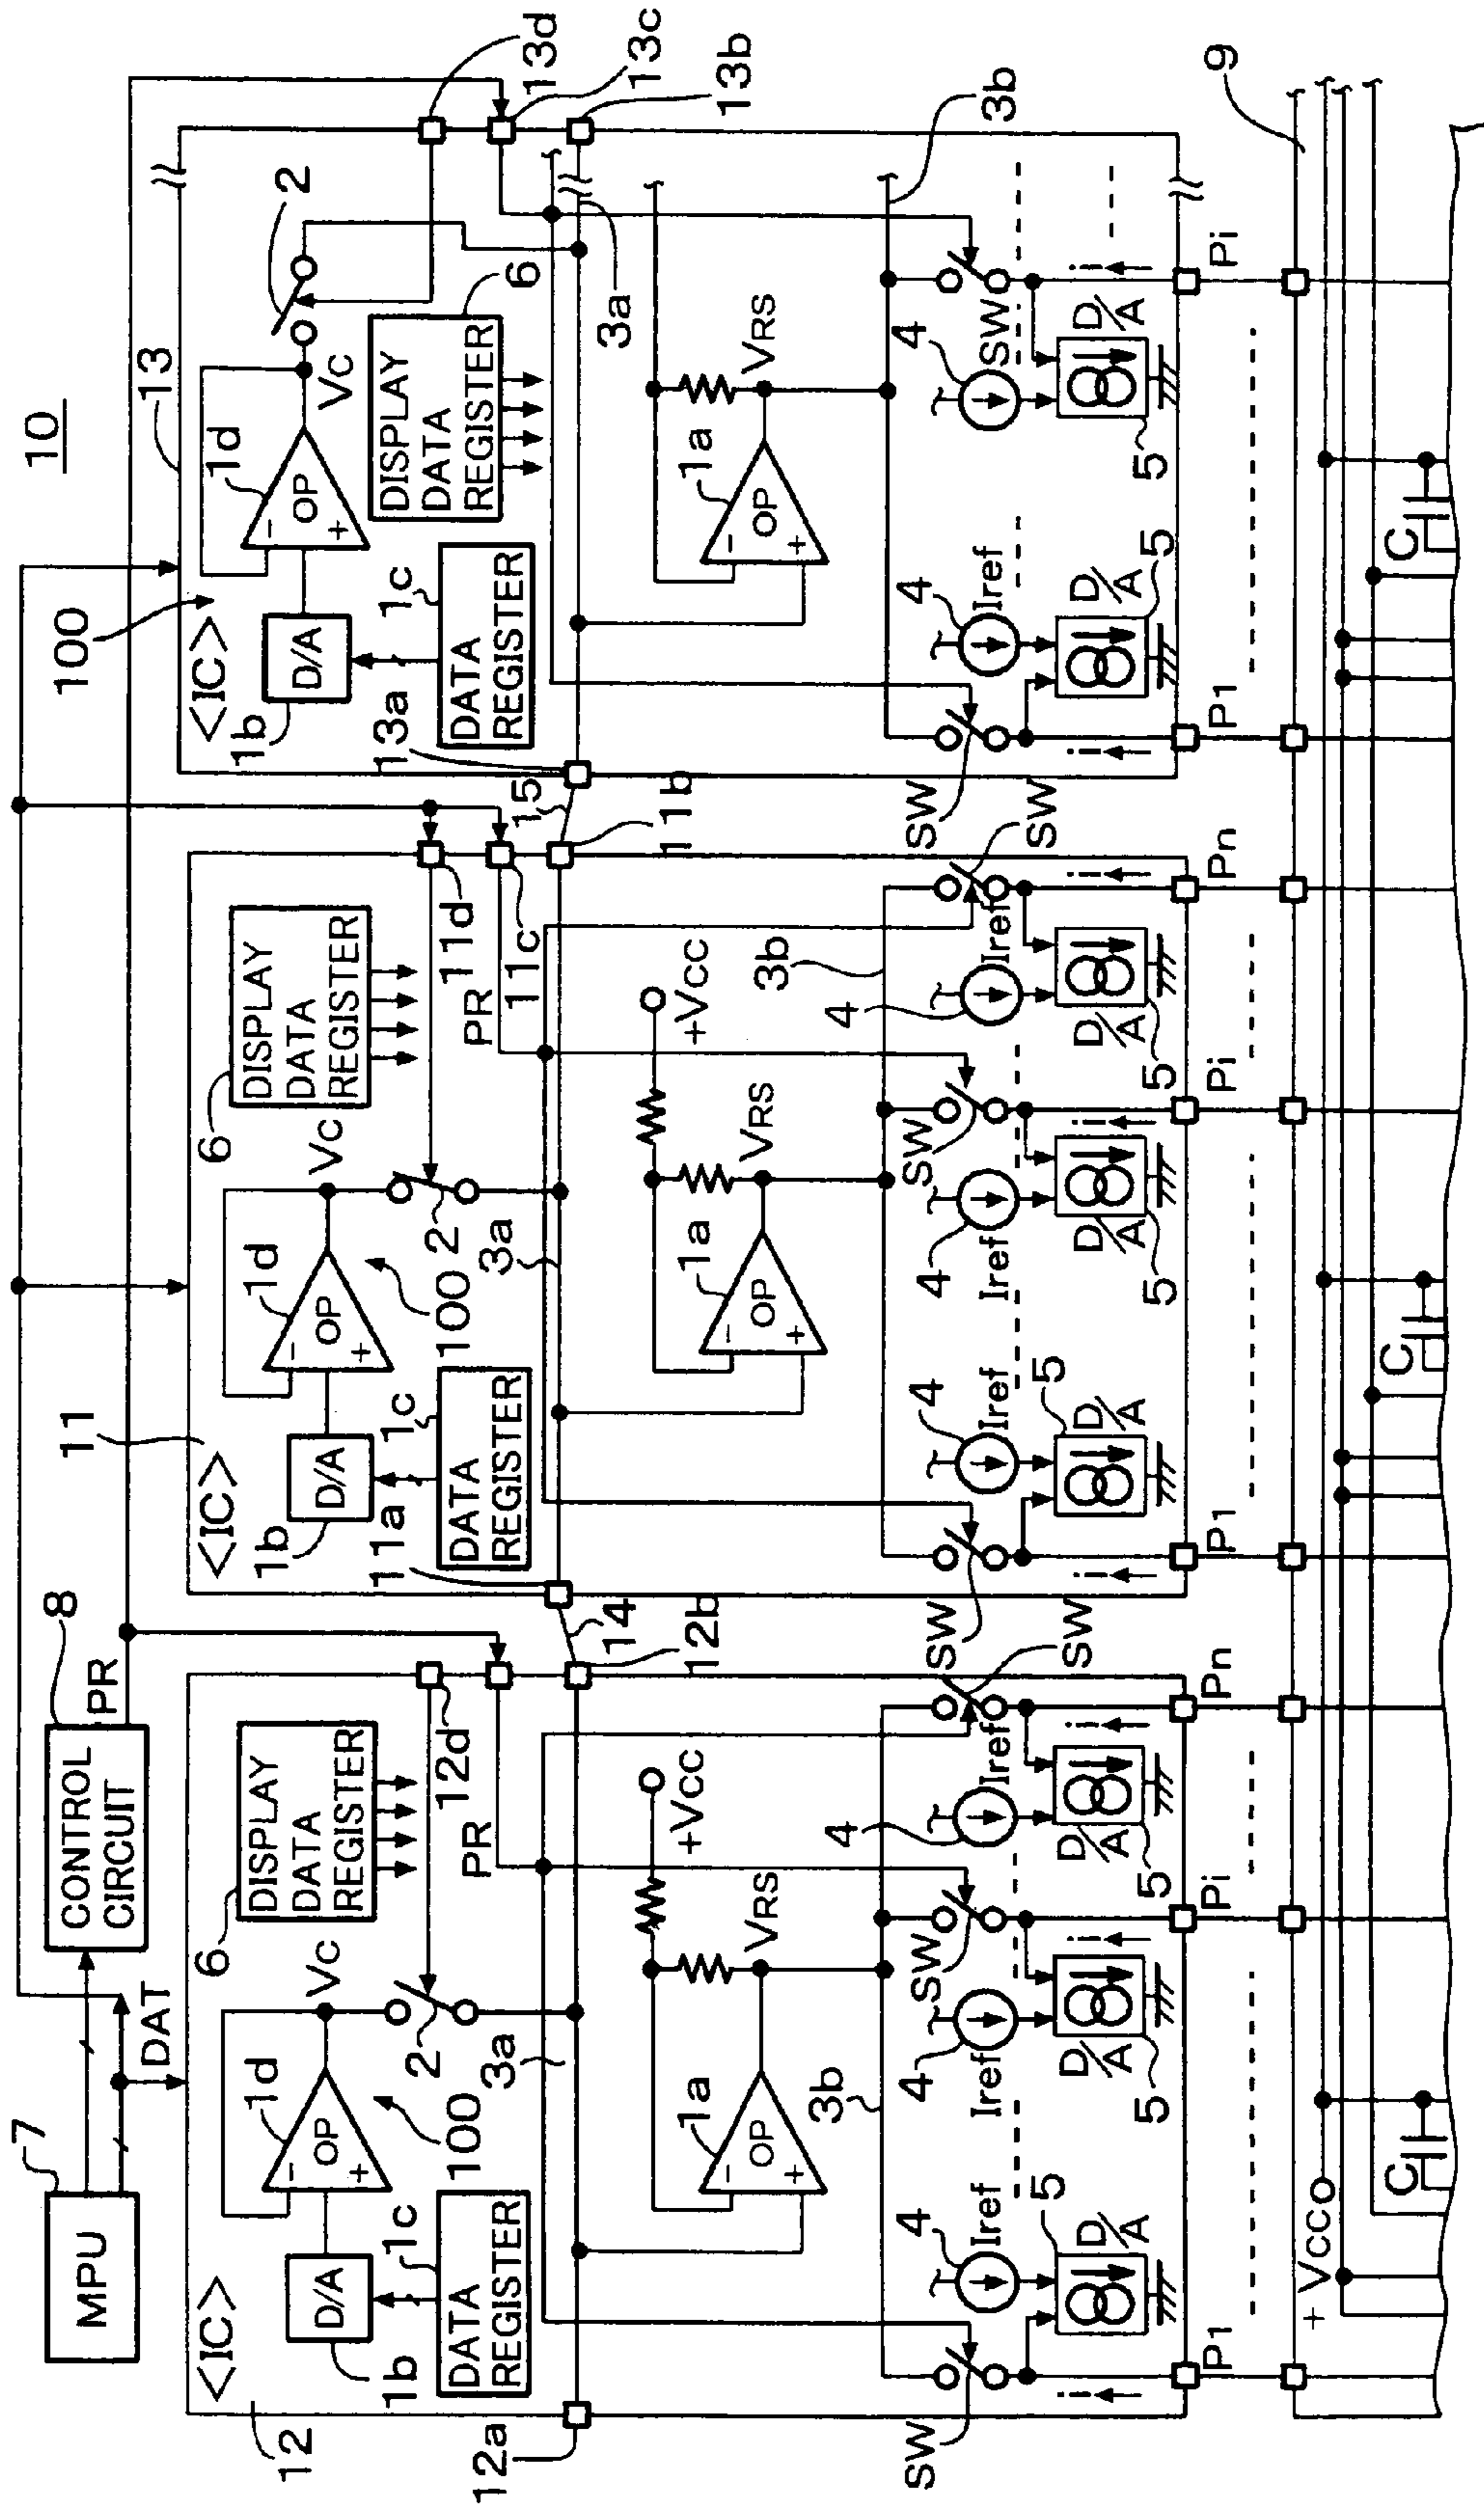 10
MPU
7
CONTROL
CIRCUIT
8
PR
DAT
12
<IC>
1b
D/A
1c
DATA
REGISTER
1d
OP
-
+
100
Vc
2
3a
6
DISPLAY
DATA
REGISTER
12d
PR
12a
12b
14
1a
OP
-
+
VRS
+VCC
3b
SW
4
Iref
5
D/A
i
P1
4
Iref
SW
D/A
5
i
Pi
4
Iref
SW
D/A
5
i
Pn
11
<IC>
1b
D/A
1c
DATA
REGISTER
11a
1d
OP
-
+
100
Vc
2
3a
6
DISPLAY
DATA
REGISTER
11d
PR
11c
11b
15
1a
OP
-
+
VRS
+VCC
3b
SW
4
Iref
5
D/A
i
P1
4
Iref
SW
D/A
5
i
Pi
4
Iref
SW
D/A
5
i
Pn
13
100
<IC>
1b
D/A
1c
DATA
REGISTER
13a
1d
OP
-
+
Vc
2
6
DISPLAY
DATA
REGISTER
3a
13d
13c
13b
1a
OP
-
+
VRS
3b
SW
4
Iref
5
D/A
i
P1
4
SW
D/A
5
i
Pi
9
+VCC
C
C
C